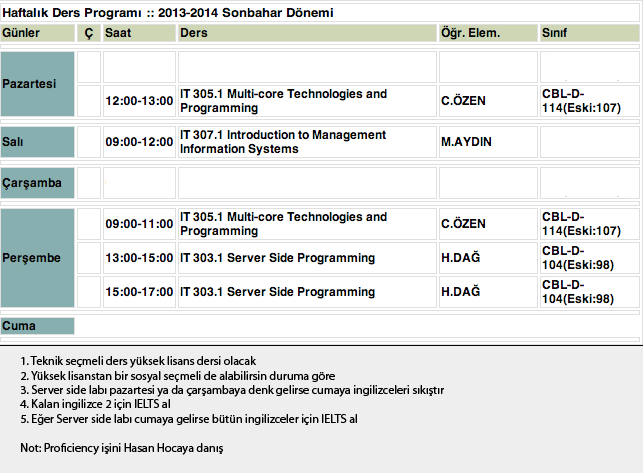 Haftalık Ders Programı :: 2013-2014 Sonbahar Dönemi
Günler Ç Saat Ders Öğr. Elem. Sınıf
Pazartesi
12:00-13:00 IT 305.1 Multi-core Technologies and Programming C.ÖZEN CBL-D-114(Eski:107)
Salı 09:00-12:00 IT 307.1 Introduction to Management Information Systems M.AYDIN
Çarşamba
Perşembe
09:00-11:00 IT 305.1 Multi-core Technologies and Programming C.ÖZEN CBL-D-114(Eski:107)
13:00-15:00 IT 303.1 Server Side Programming H.DAĞ CBL-D-104(Eski:98)
15:00-17:00 IT 303.1 Server Side Programming H.DAĞ CBL-D-104(Eski:98)
Cuma
1. Teknik seçmeli ders yüksek lisans dersi olacak
2. Yüksek lisanstan bir sosyal seçmeli de alabilirsin duruma göre
3. Server side labı pazartesi ya da çarşambaya denk gelirse cumaya ingilizceleri sıkıştır
4. Kalan ingilizce 2 için IELTS al
5. Eğer Server side labı cumaya gelirse bütün ingilizceler için IELTS al
Not: Proficiency işini Hasan Hocaya danış